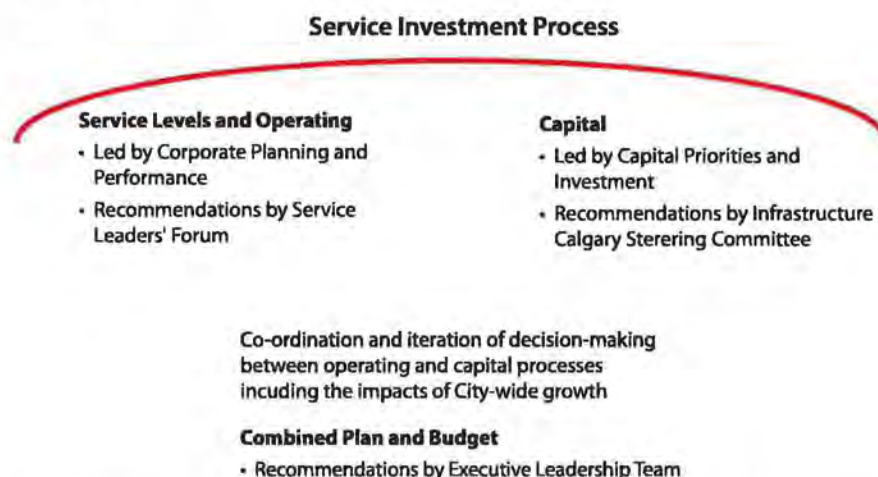 Service Investment Process
Service Levels and Operating
• Led by Corporate Planning and
Performance
• Recommendations by Service
Leaders' Forum
Capital
• Led by Capital Priorities and
Investment
• Recommendations by Infrastructure
Calgary Sterering Committee
Co-ordination and iteration of decision-making
between operating and capital processes
incuding the impacts of City-wide growth
Combined Plan and Budget
• Recommendations by Executive Leadership Team